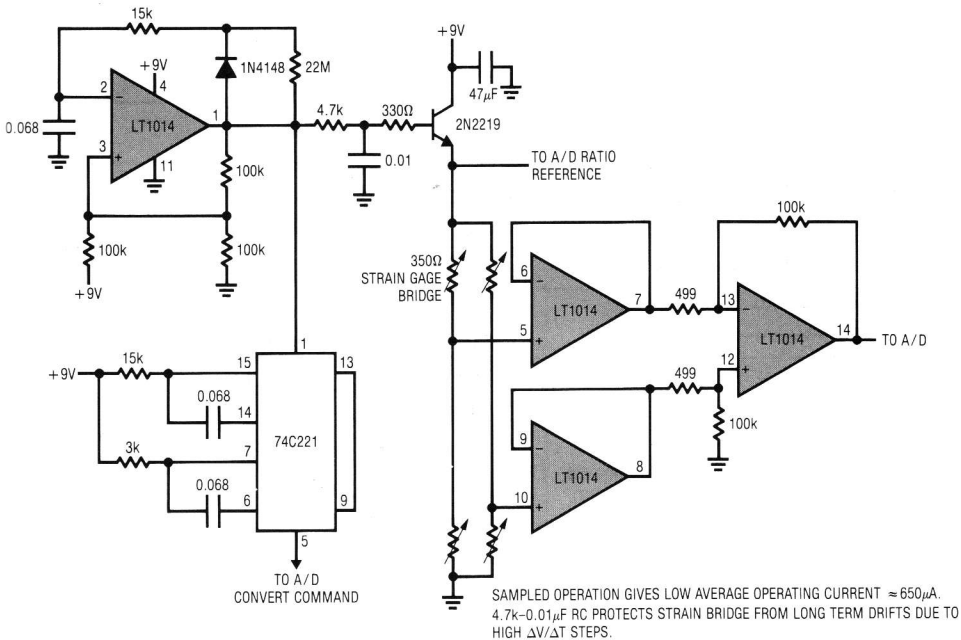 15k
+9V
1N4148
22M
2
−
4
LT1014
1
0.068
3
+
11
100k
100k
100k
+9V
4.7k
330Ω
0.01
+9V
47μF
2N2219
TO A/D RATIO
REFERENCE
350Ω
STRAIN GAGE
BRIDGE
6
−
LT1014
7
5
+
499
100k
13
−
LT1014
14
TO A/D
12
+
499
100k
9
−
LT1014
8
10
+
+9V
15k
15
1
13
0.068
14
74C221
3k
7
0.068
6
9
5
TO A/D
CONVERT COMMAND
SAMPLED OPERATION GIVES LOW AVERAGE OPERATING CURRENT ≈650μA.
4.7k–0.01μF RC PROTECTS STRAIN BRIDGE FROM LONG TERM DRIFTS DUE TO
HIGH ΔV/ΔT STEPS.